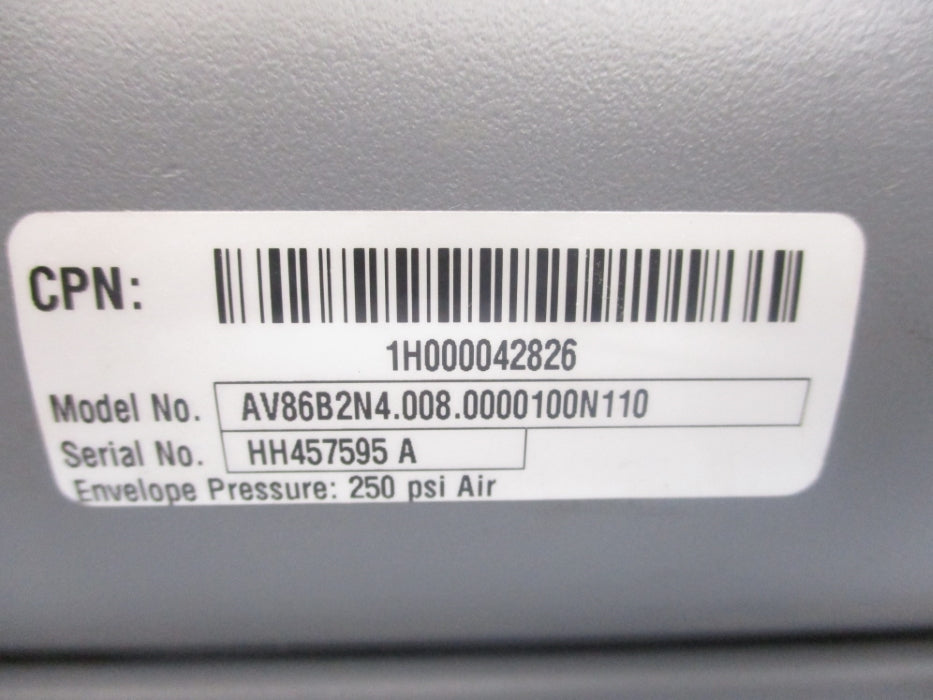 CPN:
1H000042826
Model No. AV86B2N4.008.0000100N110
Serial No. HH457595 A
Envelope Pressure: 250 psi Air